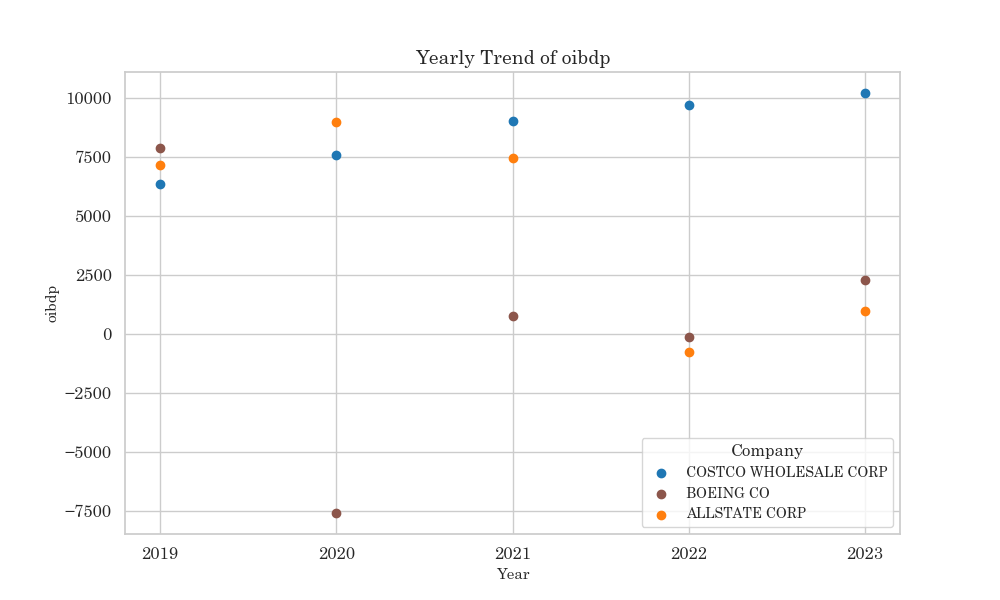 Yearly Trend of oibdp
10000
7500
5000
2500
0
−2500
−5000
−7500
oibdp
2019 2020 2021 2022 2023
Year
Company
COSTCO WHOLESALE CORP
BOEING CO
ALLSTATE CORP